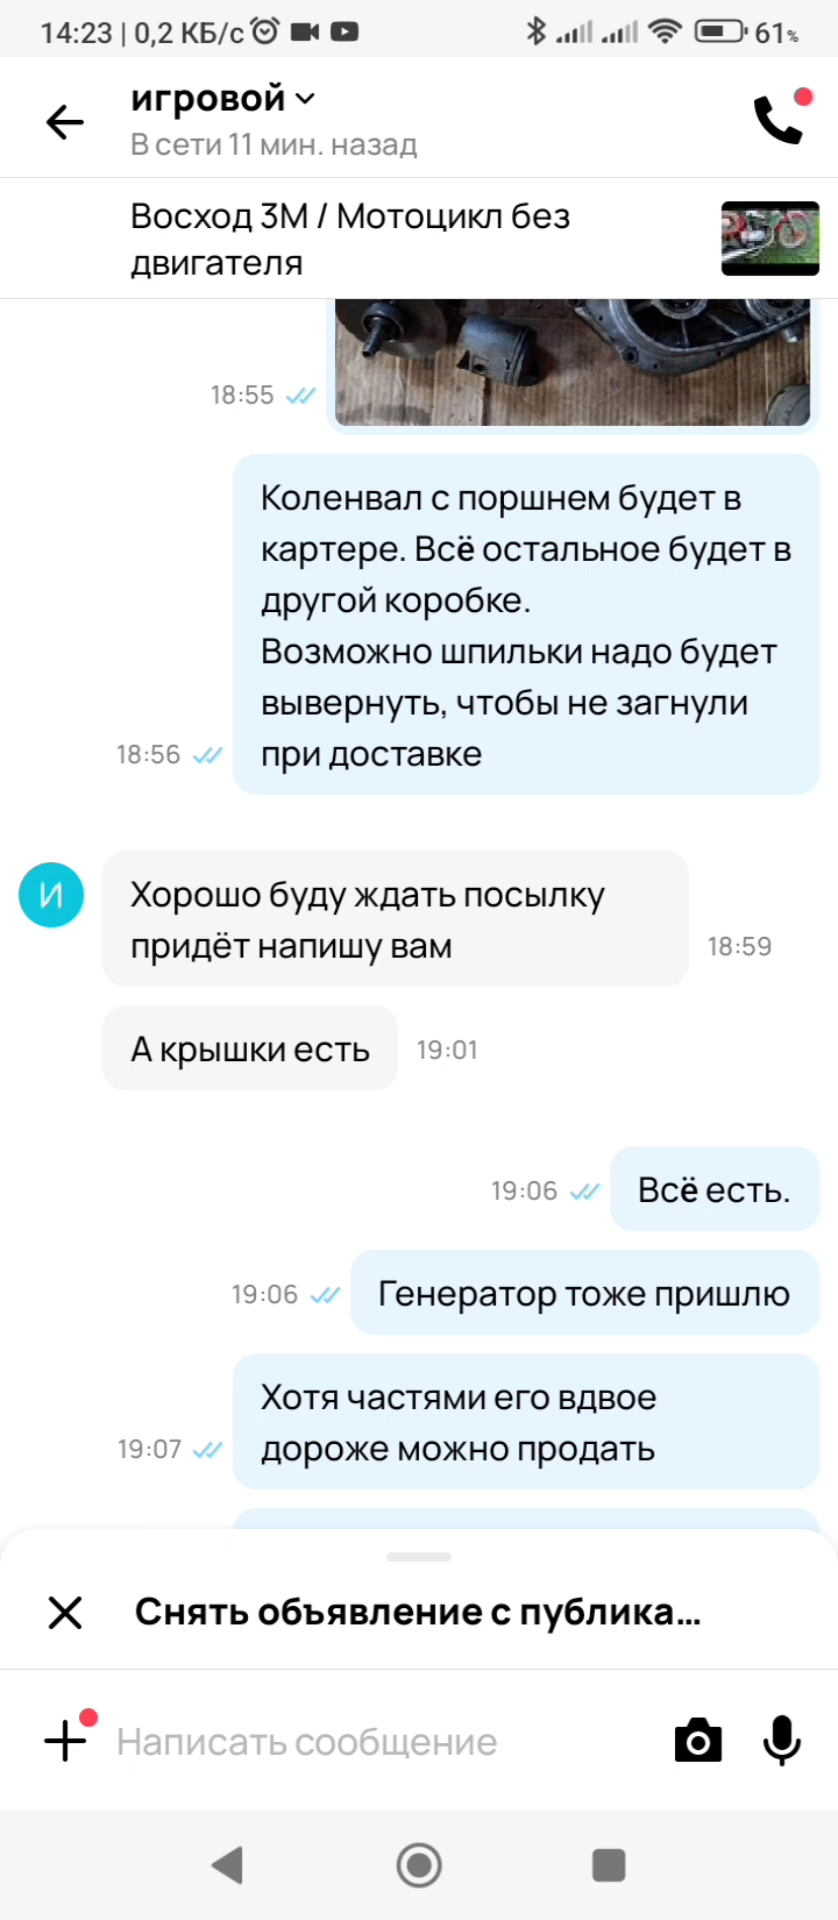 14:23 | 0,2 КБ/с
61%
игровой
В сети 11 мин. назад
Восход 3М / Мотоцикл без
двигателя
18:55
Коленвал с поршнем будет в
картере. Всё остальное будет в
другой коробке.
Возможно шпильки надо будет
вывернуть, чтобы не загнули
при доставке
18:56
И
Хорошо буду ждать посылку
придёт напишу вам
18:59
А крышки есть
19:01
19:06
Всё есть.
19:06
Генератор тоже пришлю
Хотя частями его вдвое
дороже можно продать
19:07
Снять объявление с публика...
Написать сообщение